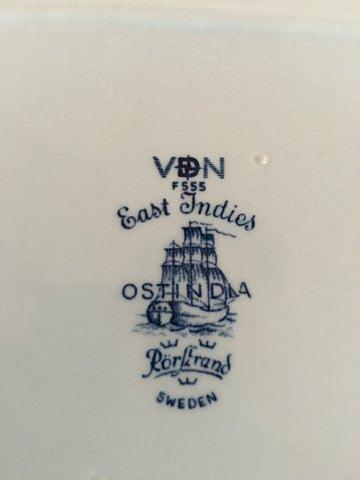 VDN
F555
East Indies
OSTINDIA
Rörstrand
SWEDEN